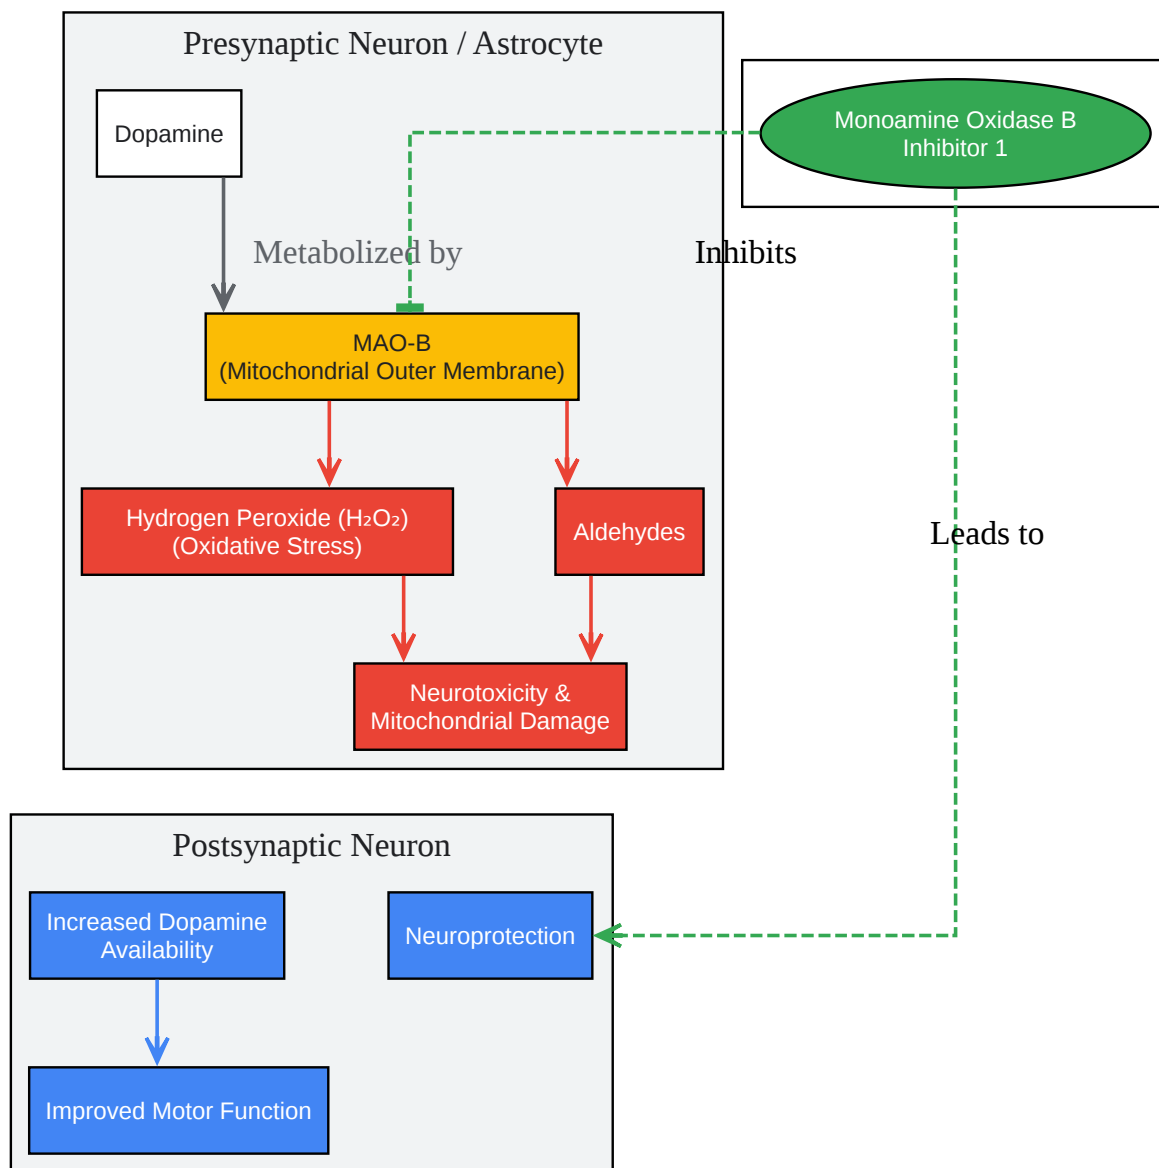 Presynaptic Neuron / Astrocyte
Dopamine
Monoamine Oxidase B
Inhibitor 1
Metabolized by
Inhibits
MAO-B
(Mitochondrial Outer Membrane)
Hydrogen Peroxide (H₂O₂)
(Oxidative Stress)
Aldehydes
Leads to
Neurotoxicity &
Mitochondrial Damage
Postsynaptic Neuron
Increased Dopamine
Availability
Neuroprotection
Improved Motor Function